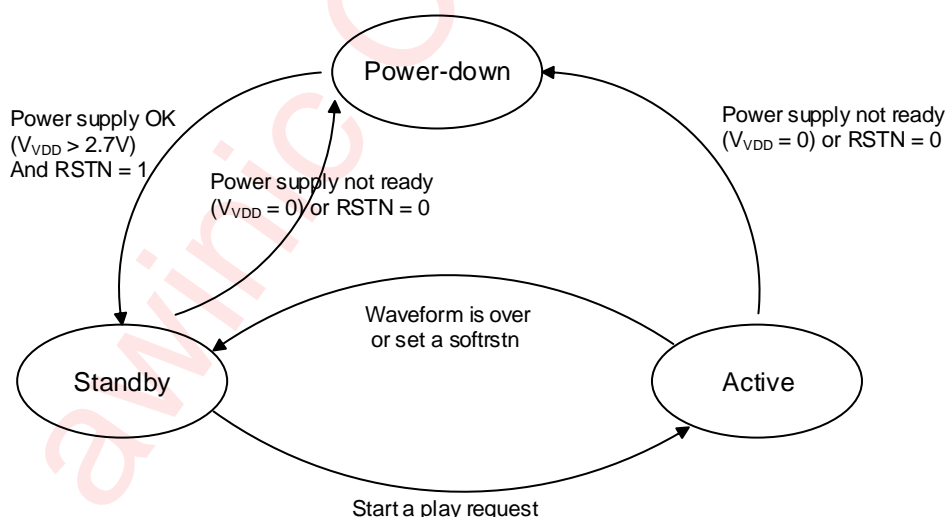 Power-down
Power supply OK
(VVDD > 2.7V)
And RSTN = 1
Power supply not ready
(VVDD = 0) or RSTN = 0
Power supply not ready
(VVDD = 0) or RSTN = 0
Waveform is over
or set a softrstn
Standby
Active
Start a play request
awinic